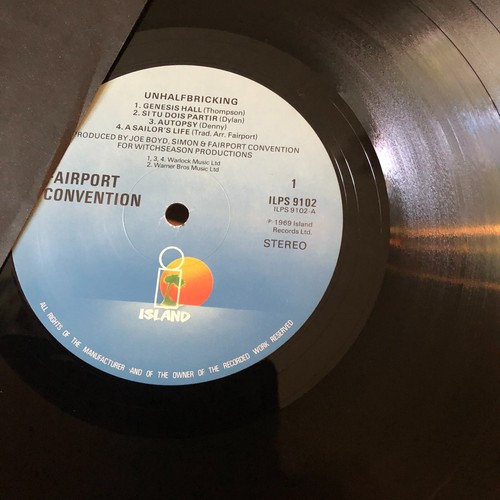 UNHALFBRICKING
1. GENESIS HALL (Thompson)
2. SI TU DOIS PARTIR (Dylan)
3. AUTOPSY (Denny)
4. A SAILOR'S LIFE (Trad. Arr. Fairport)
PRODUCED BY JOE BOYD, SIMON & FAIRPORT CONVENTION
FOR WITCHSEASON PRODUCTIONS
1, 3, 4. Warlock Music Ltd
2. Warner Bros Music Ltd
FAIRPORT
CONVENTION
1
ILPS 9102
ILPS 9102-A
℗ 1969 Island
Records Ltd.
STEREO
ISLAND
ALL RIGHTS OF THE MANUFACTURER AND OF THE OWNER OF THE RECORDED WORK RESERVED